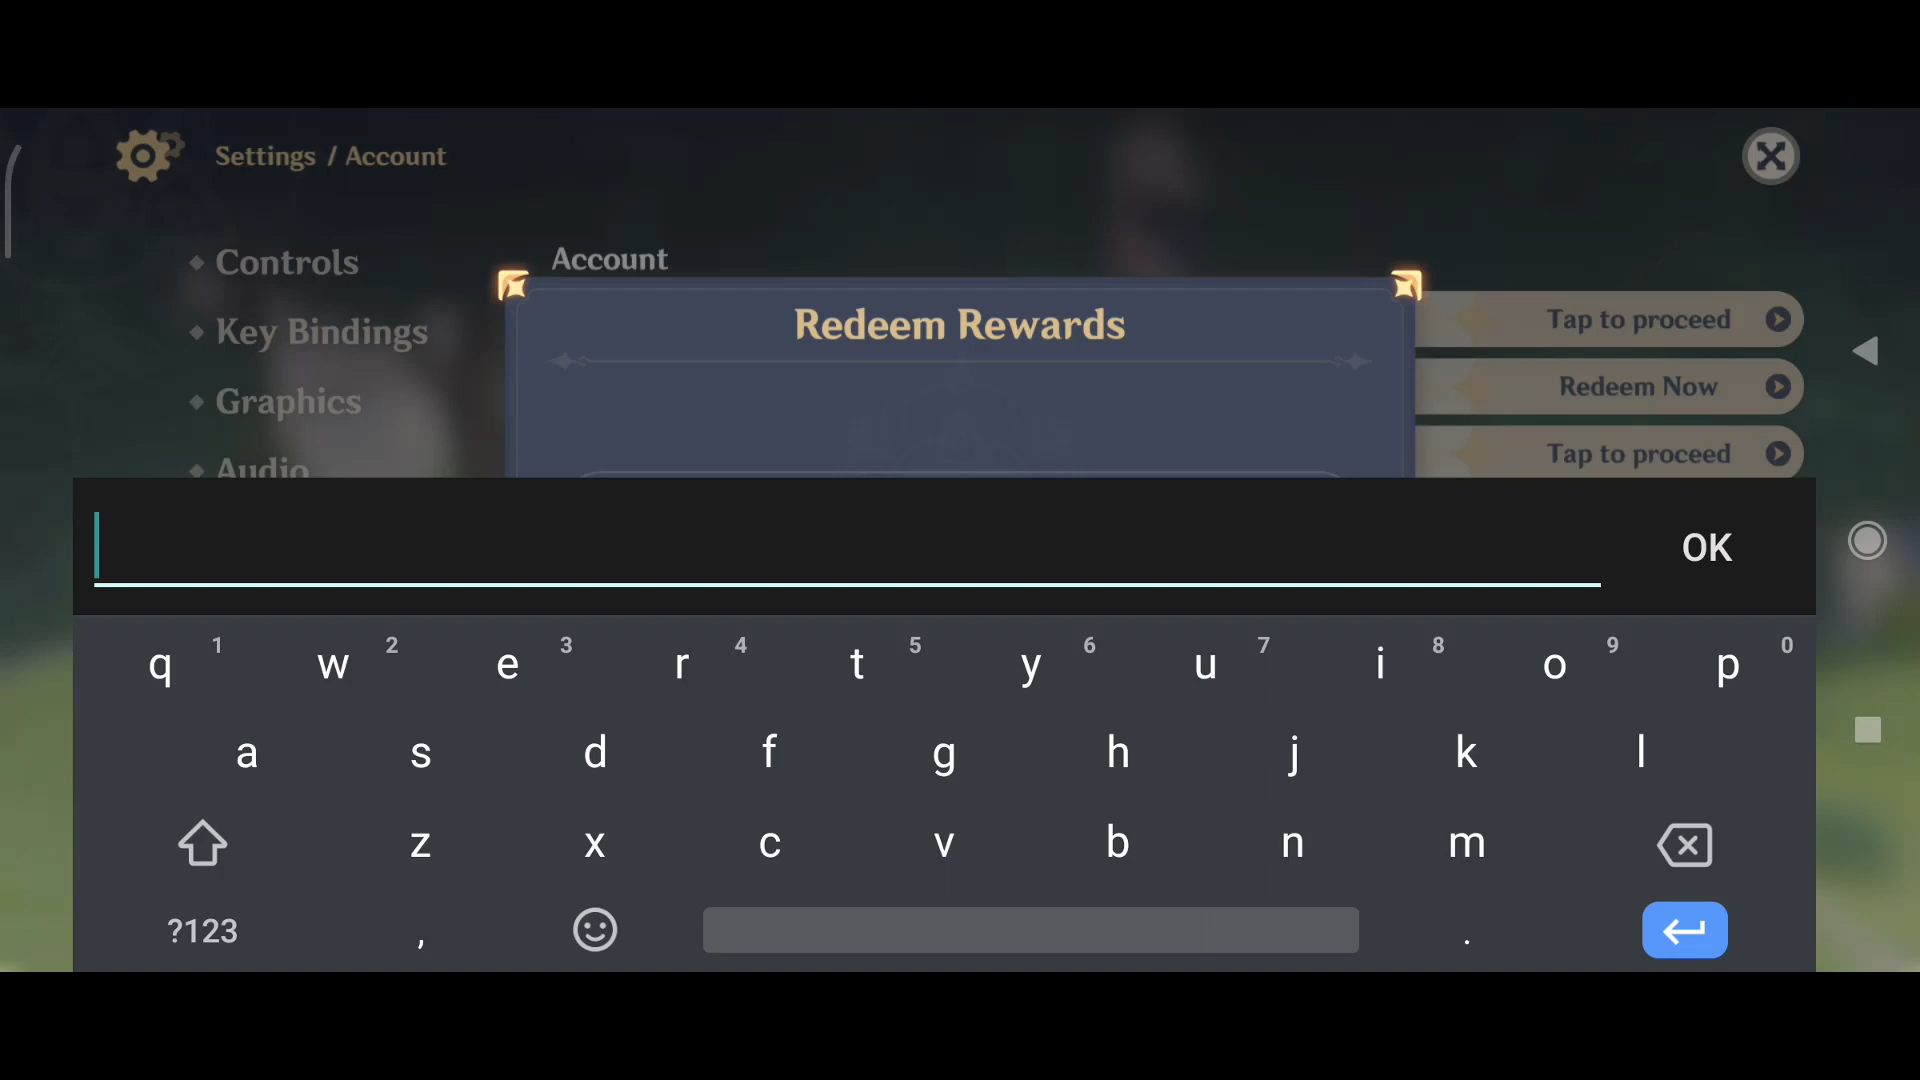 Settings / Account
Controls
Account
Redeem Rewards
Key Bindings
Tap to proceed
Redeem Now
Graphics
Tap to proceed
Audio
OK
q 1 w 2 e 3 r 4 t 5 y 6 u 7 i 8 o 9 p 0
a s d f g h j k l
z x c v b n m
?123 , .